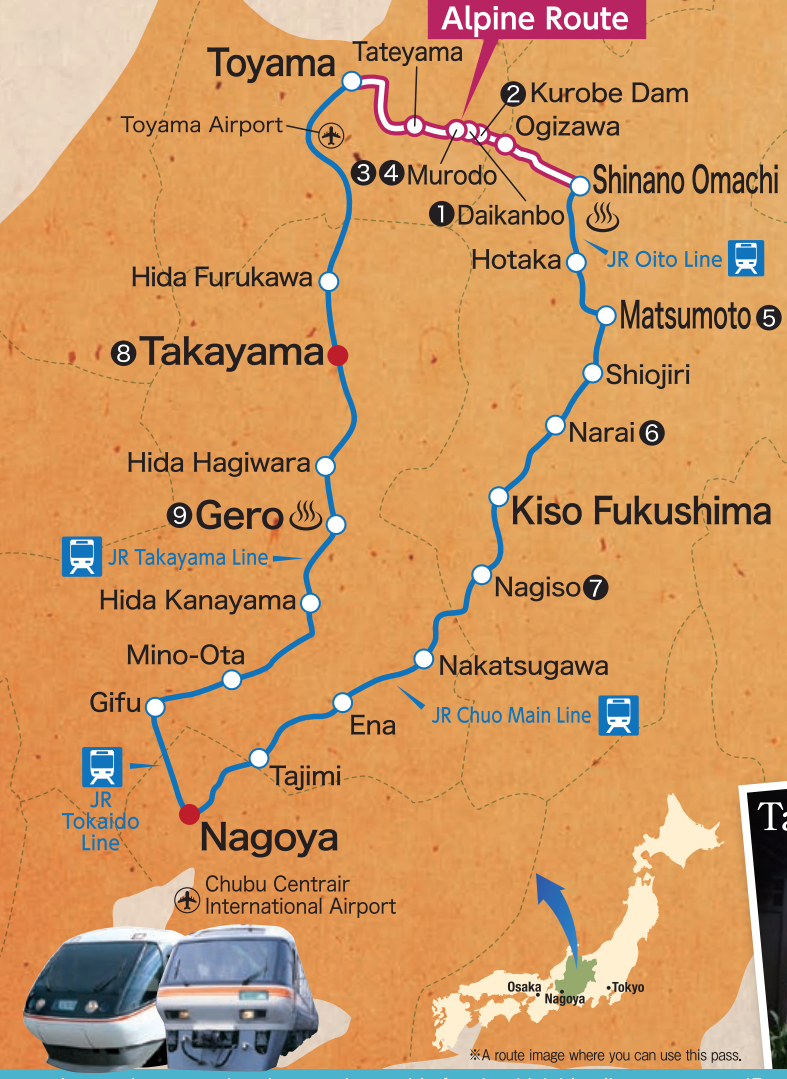 Alpine Route
Toyama
Tateyama
❷ Kurobe Dam
Toyama Airport
Ogizawa
❸ ❹ Murodo
Shinano Omachi
❶ Daikanbo
Hida Furukawa
Hotaka
JR Oito Line
Matsumoto ❺
❽ Takayama
Shiojiri
Narai ❻
Hida Hagiwara
❾ Gero
Kiso Fukushima
JR Takayama Line
Nagiso ❼
Hida Kanayama
Mino-Ota
Nakatsugawa
Gifu
JR Chuo Main Line
Ena
Tajimi
JR
Tokaido
Line
Nagoya
Ta
Chubu Centrair
International Airport
Osaka
Nagoya
Tokyo
※A route image where you can use this pass.